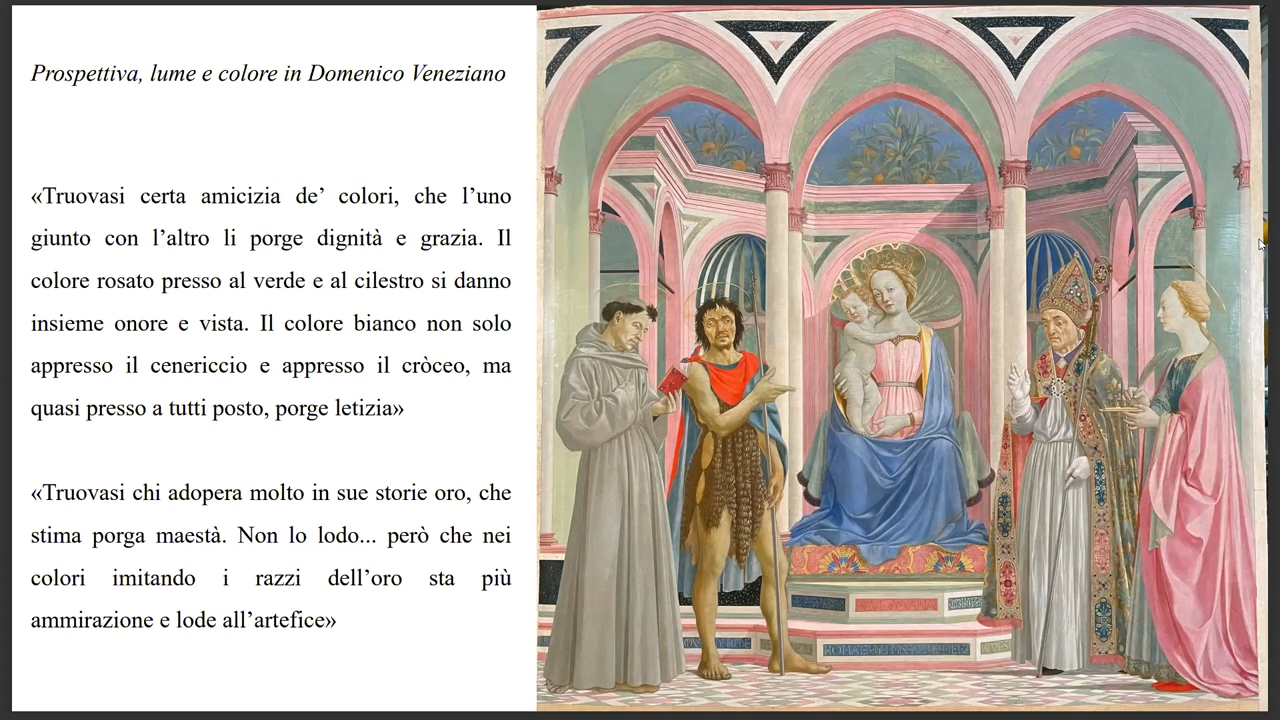 Prospettiva, lume e colore in Domenico Veneziano
«Truovasi certa amicizia de’ colori, che l’uno
giunto con l’altro li porge dignità e grazia. Il
colore rosato presso al verde e al cilestro si danno
insieme onore e vista. Il colore bianco non solo
appresso il cenericcio e appresso il cròceo, ma
quasi presso a tutti posto, porge letizia»
«Truovasi chi adopera molto in sue storie oro, che
stima porga maestà. Non lo lodo... però che nei
colori imitando i razzi dell’oro sta più
ammirazione e lode all’artefice»